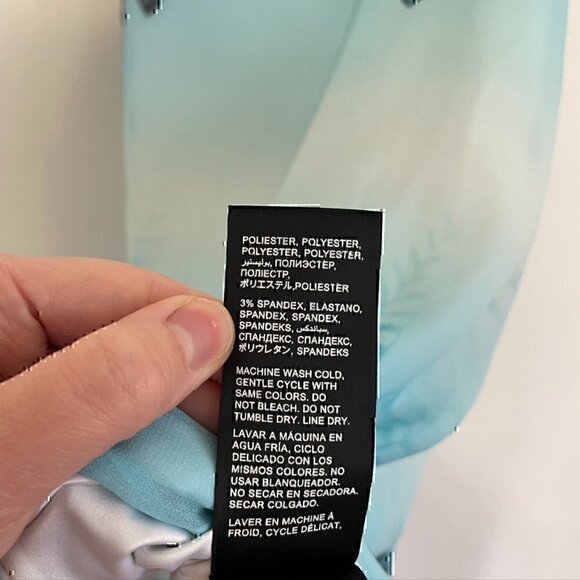 POLIESTER, POLYESTER,
POLYESTER, POLYESTER,
بوليستير, ПОЛИЭСТЕР,
ПОЛІЕСТР,
ポリエステル,POLIESTER
3% SPANDEX, ELASTANO,
SPANDEX, SPANDEX,
SPANDEKS, سباندكس,
СПАНДЕКС, СПАНДЕКС,
ポリウレタン, SPANDEKS
MACHINE WASH COLD,
GENTLE CYCLE WITH
SAME COLORS. DO
NOT BLEACH. DO NOT
TUMBLE DRY. LINE DRY.
LAVAR A MÁQUINA EN
AGUA FRÍA, CICLO
DELICADO CON LOS
MISMOS COLORES. NO
USAR BLANQUEADOR.
NO SECAR EN SECADORA.
SECAR COLGADO.
LAVER EN MACHINE À
FROID, CYCLE DÉLICAT,